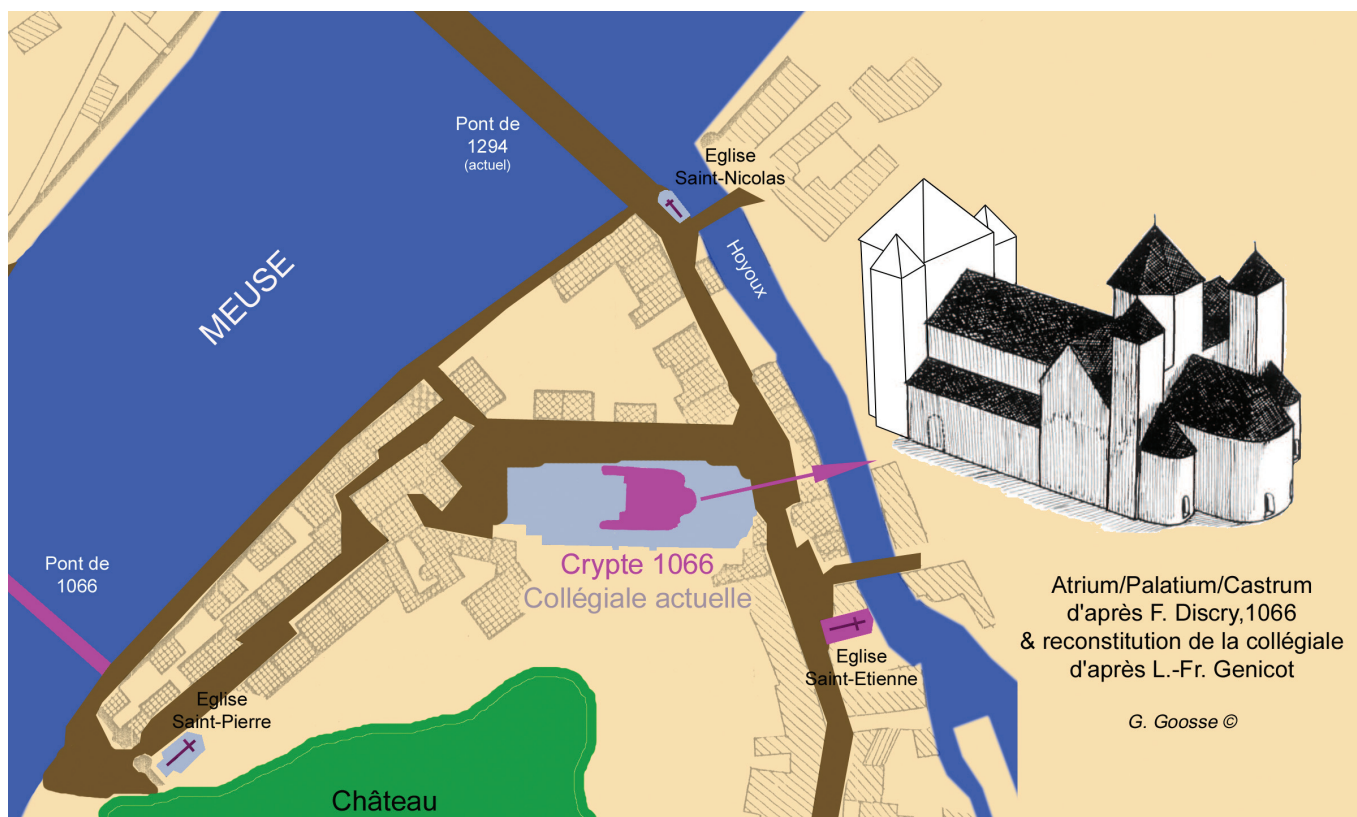 Pont de
1294
(actuel)
Eglise
Saint-Nicolas
Hoyoux
MEUSE
Pont de
1066
Crypte 1066
Collégiale actuelle
Eglise
Saint-Etienne
Eglise
Saint-Pierre
Château
Atrium/Palatium/Castrum
d'après F. Discry,1066
& reconstitution de la collégiale
d'après L.-Fr. Genicot
G. Goosse ©